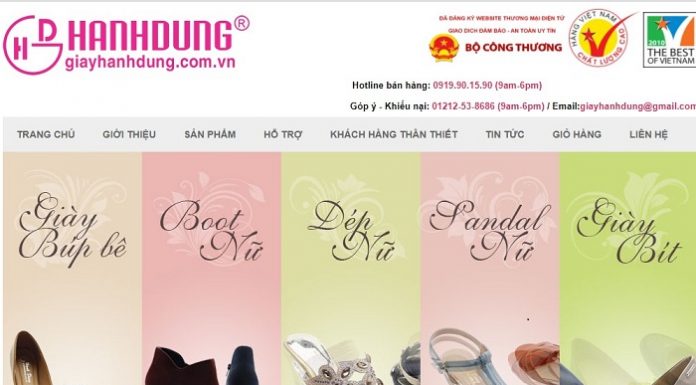 HD HANHDUNG®
giayhanhdung.com.vn
ĐÃ ĐĂNG KÝ WEBSITE THƯƠNG MẠI ĐIỆN TỬ
GIAO DỊCH ĐẢM BẢO - AN TOÀN UY TÍN
BỘ CÔNG THƯƠNG
HÀNG VIỆT NAM
CHẤT LƯỢNG CAO
2010
THE BEST
OF VIETNAM
Hotline bán hàng: 0919.90.15.90 (9am-6pm)
Góp ý - Khiếu nại: 01212-53-8686 (9am-6pm) / Email:giayhanhdung@gmail.com
TRANG CHỦ GIỚI THIỆU SẢN PHẨM HỖ TRỢ KHÁCH HÀNG THÂN THIẾT TIN TỨC GIỎ HÀNG LIÊN HỆ
Giày
Búp bê
Boot
Nữ
Dép
Nữ
Sandal
Nữ
Giày
Bít